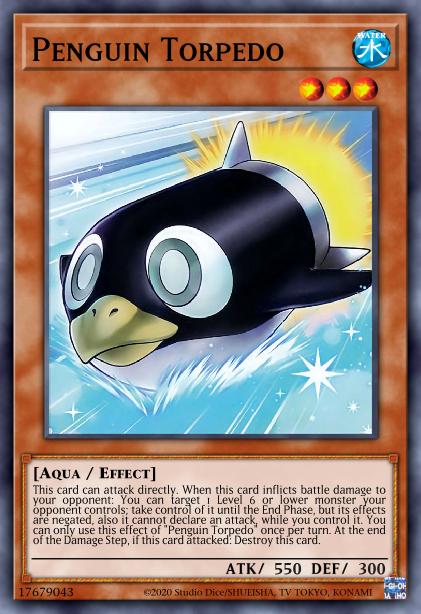 PENGUIN TORPEDO
WATER
水
[AQUA / EFFECT]
This card can attack directly. When this card inflicts battle damage to
your opponent: You can target 1 Level 6 or lower monster your
opponent controls; take control of it until the End Phase, but its effects
are negated, also it cannot declare an attack, while you control it. You
can only use this effect of "Penguin Torpedo" once per turn. At the end
of the Damage Step, if this card attacked: Destroy this card.
ATK/ 550 DEF/ 300
17679043
©2020 Studio Dice/SHUEISHA, TV TOKYO, KONAMI